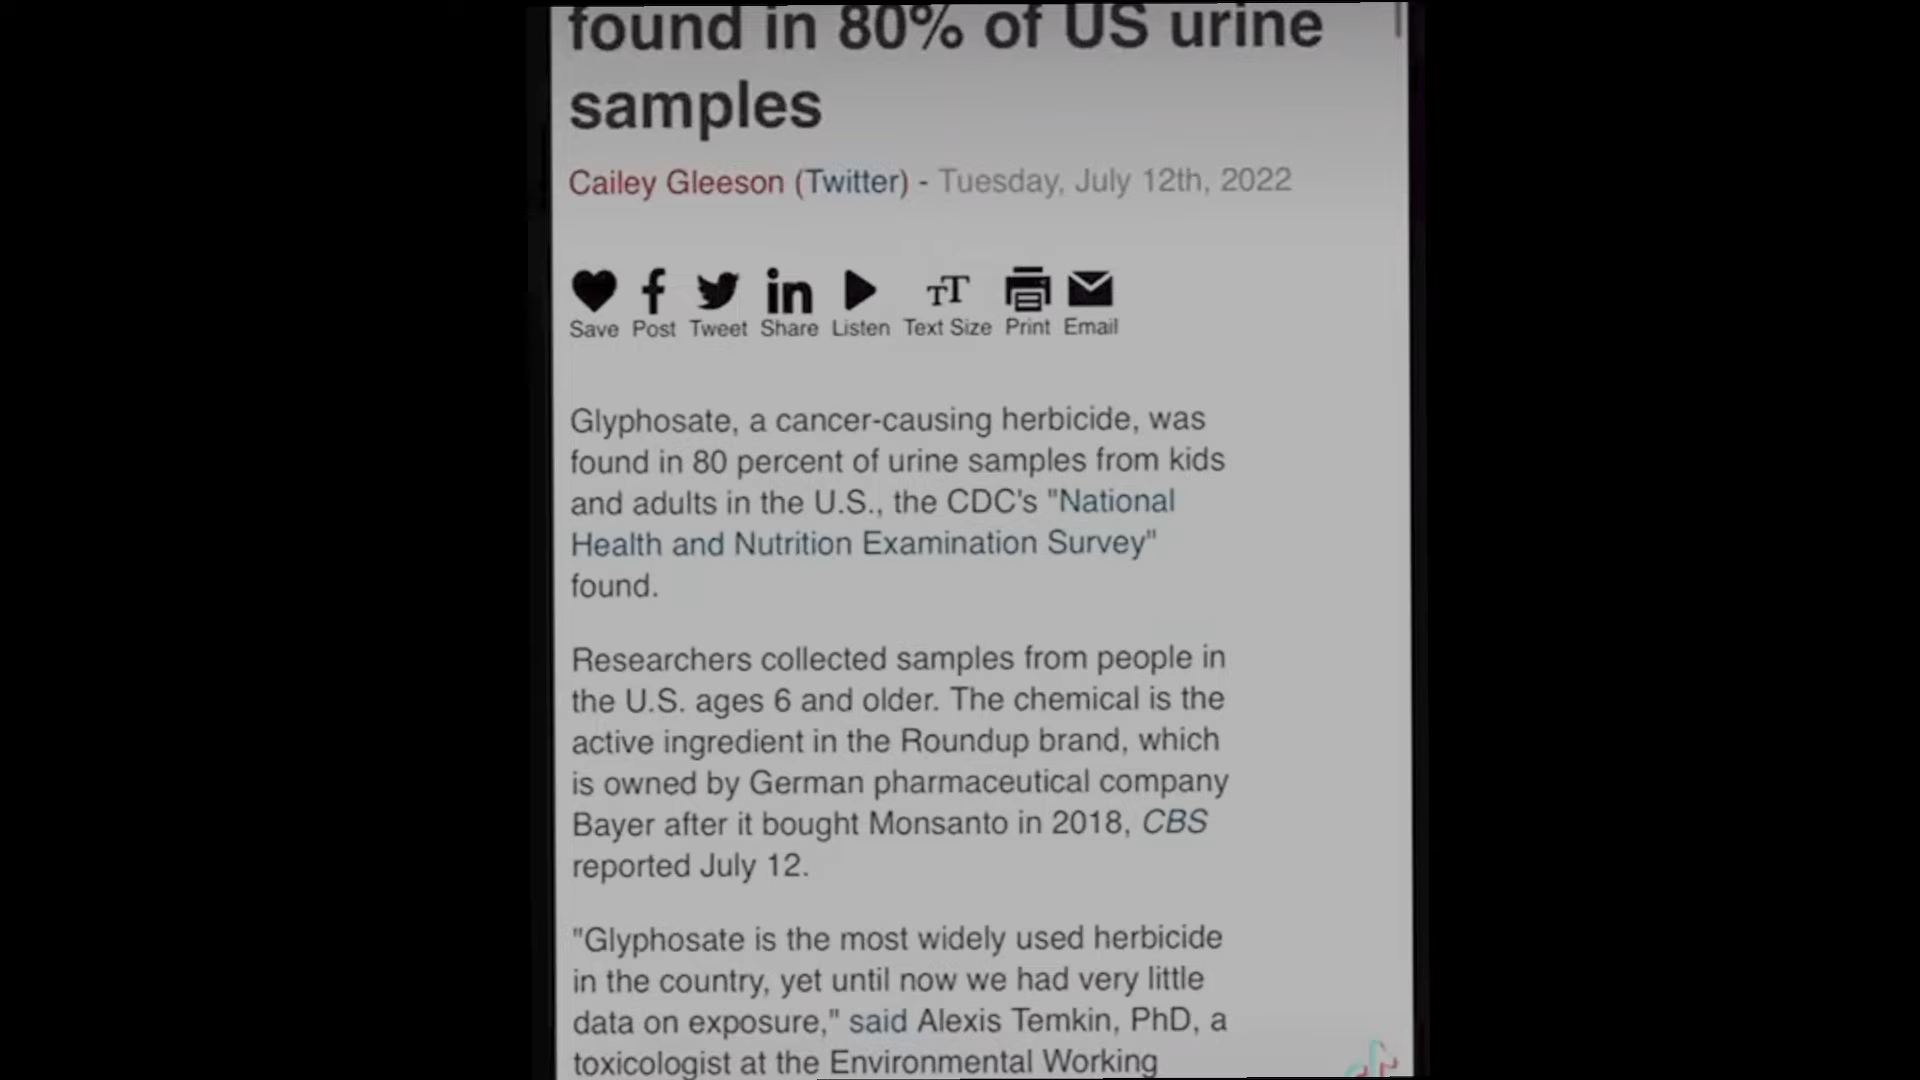 found in 80% of US urine
samples
Cailey Gleeson (Twitter) - Tuesday, July 12th, 2022
Save Post Tweet Share Listen Text Size Print Email
Glyphosate, a cancer-causing herbicide, was
found in 80 percent of urine samples from kids
and adults in the U.S., the CDC's "National
Health and Nutrition Examination Survey"
found.
Researchers collected samples from people in
the U.S. ages 6 and older. The chemical is the
active ingredient in the Roundup brand, which
is owned by German pharmaceutical company
Bayer after it bought Monsanto in 2018, CBS
reported July 12.
"Glyphosate is the most widely used herbicide
in the country, yet until now we had very little
data on exposure," said Alexis Temkin, PhD, a
toxicologist at the Environmental Working